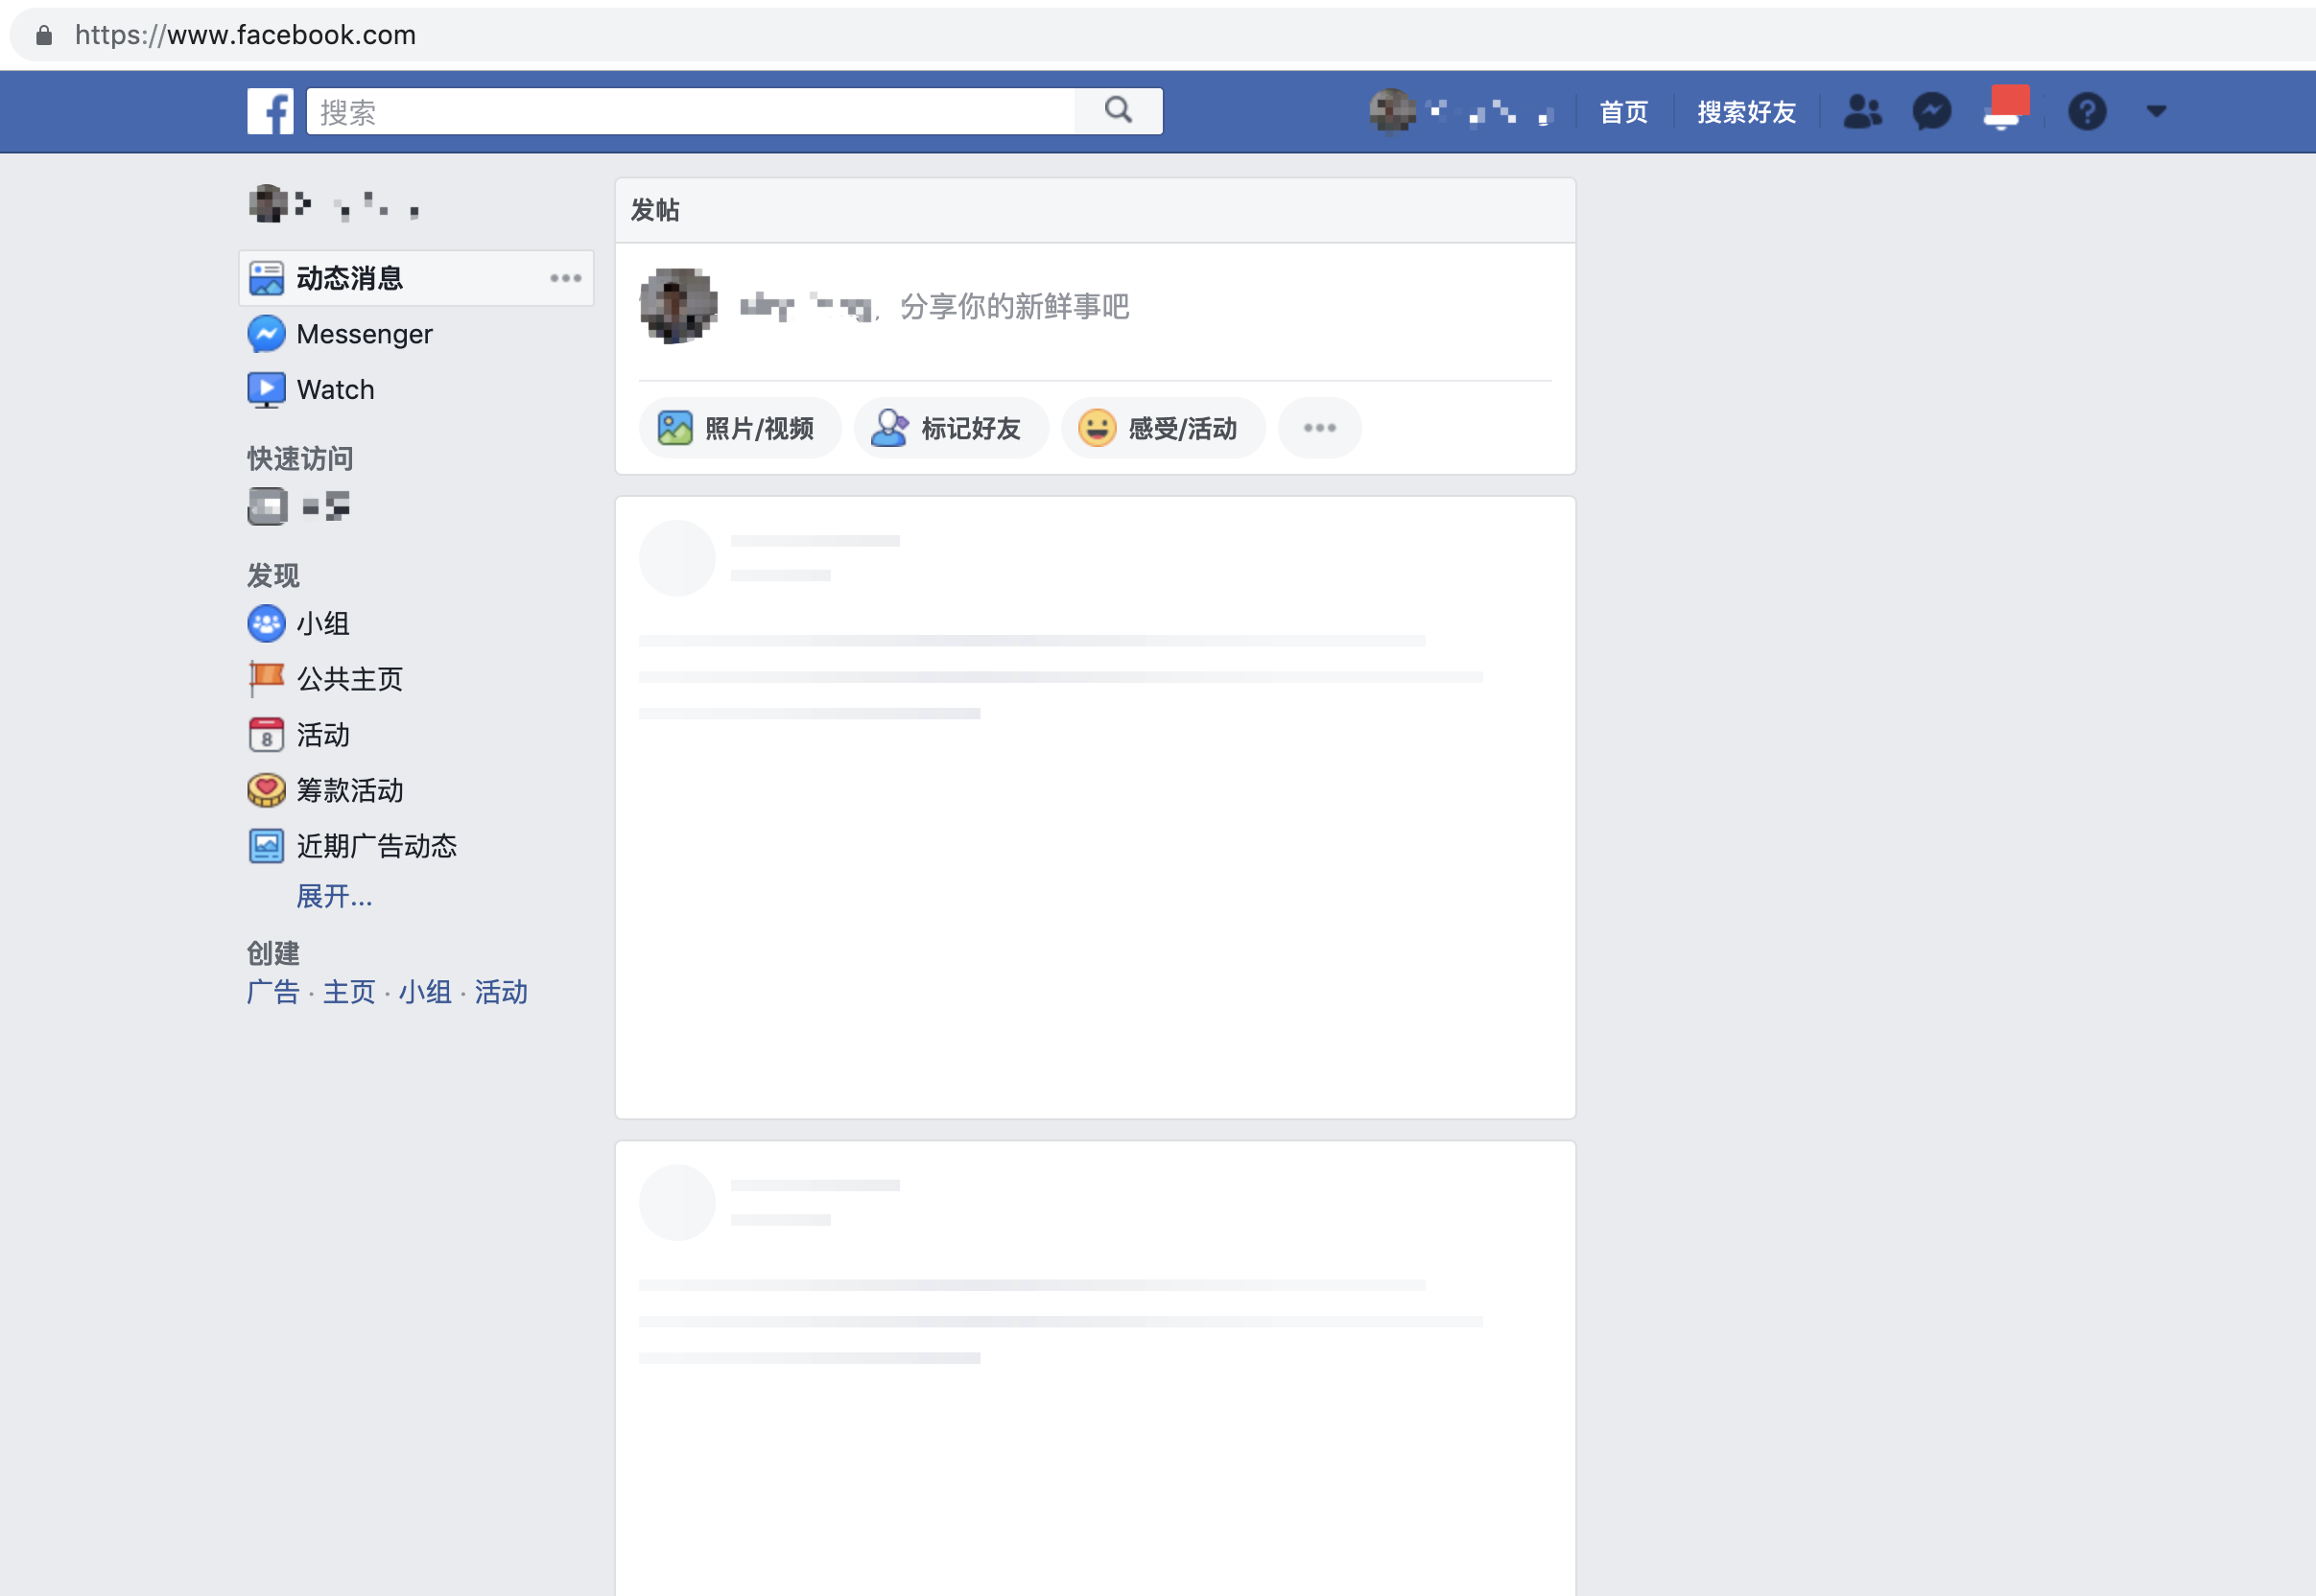 https://www.facebook.com
搜索
首页 搜索好友
动态消息
Messenger
Watch
快速访问
发现
小组
公共主页
8
活动
筹款活动
近期广告动态
展开...
创建
广告 · 主页 · 小组 · 活动
发帖
，分享你的新鲜事吧
照片/视频 标记好友 感受/活动